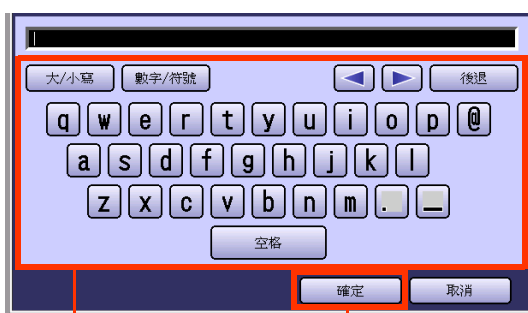 大/小寫 數字/符號 後退
q w e r t y u i o p @
a s d f g h j k l
z x c v b n m . _
空格
確定 取消